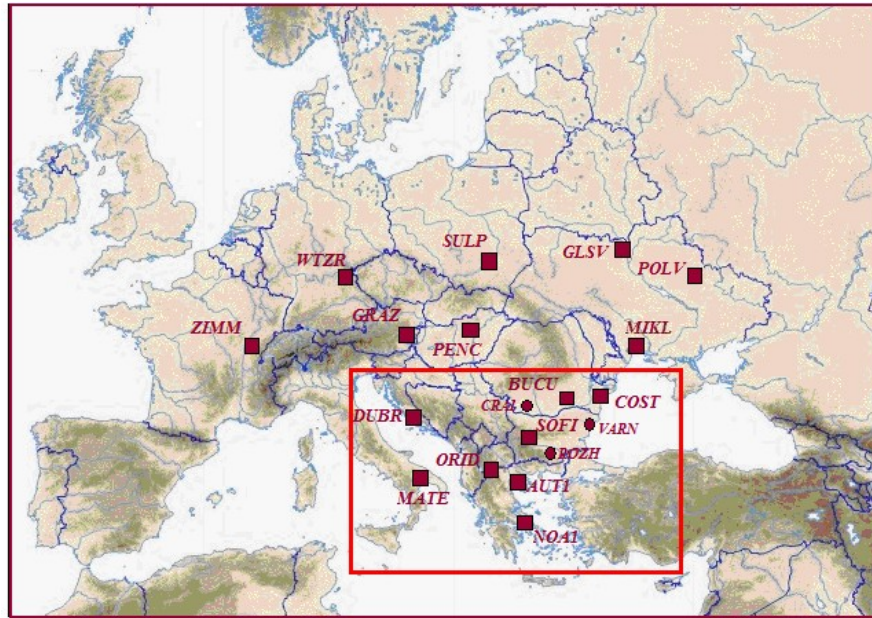 SULP
GLSV
WTZR
POLV
GRAZ
ZIMM
MIKL
PENC
BUCU
CRAI
COST
DUBR
SOFI
VARN
ROZH
ORID
MATE
AUT1
NOA1